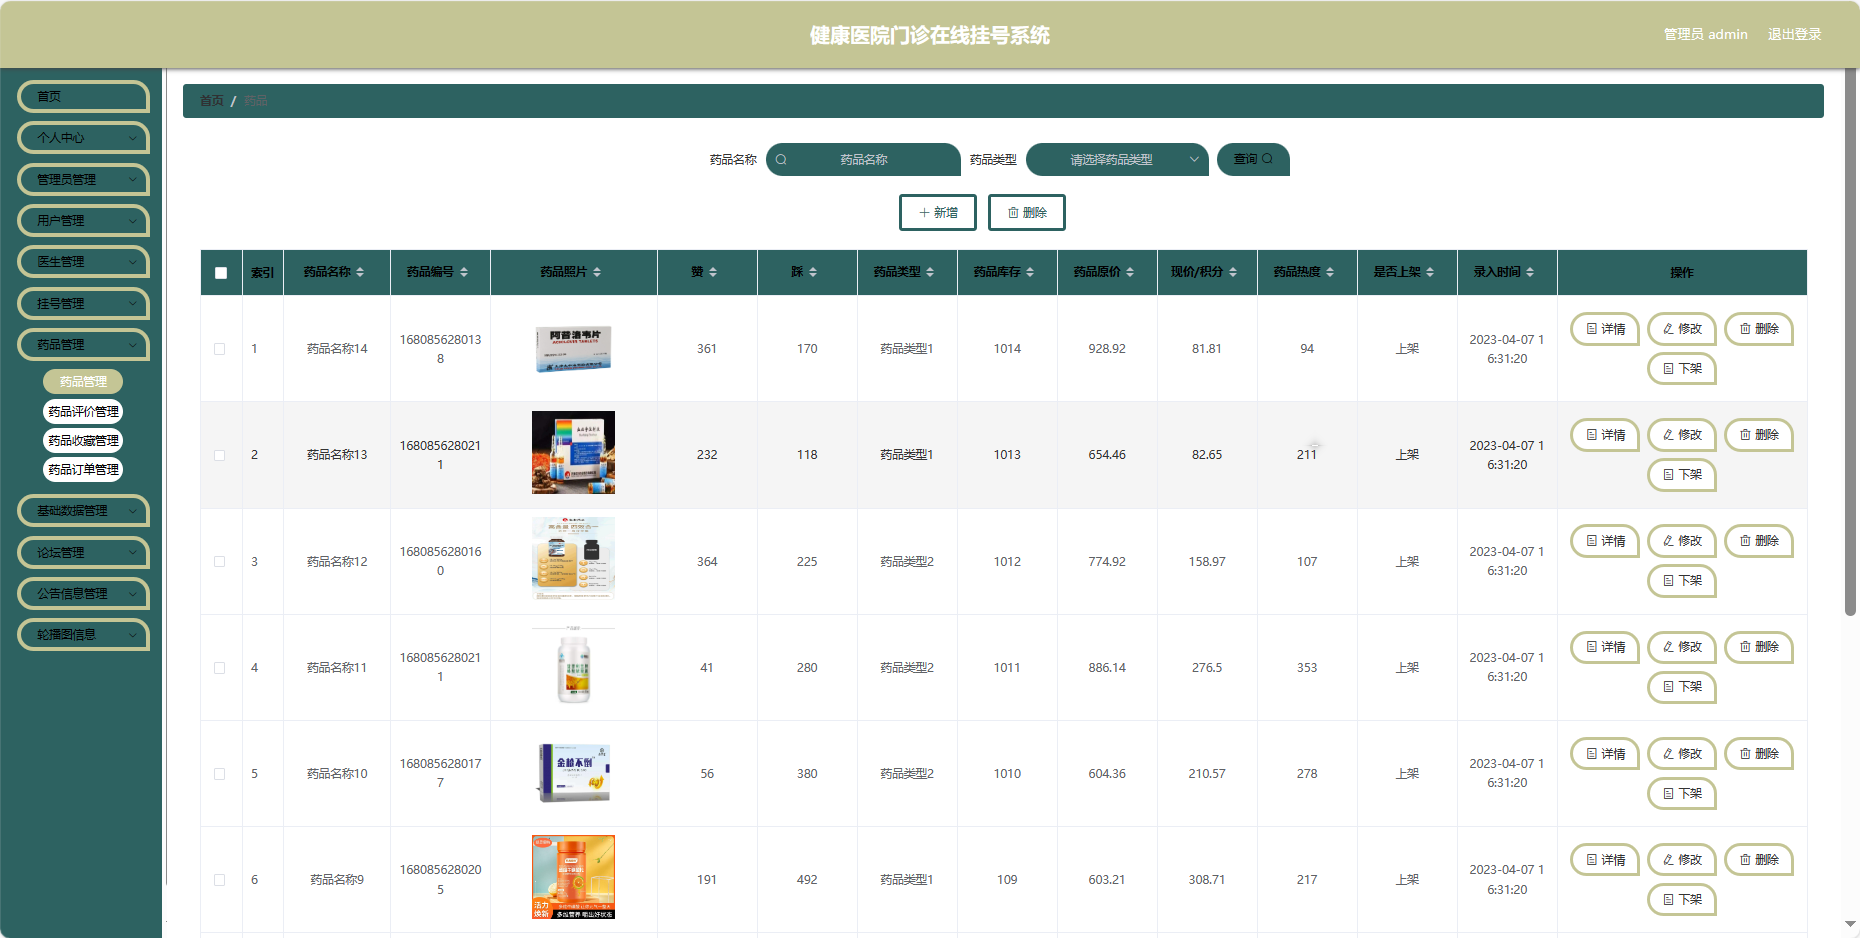 健康医院门诊在线挂号系统
管理员 admin 退出登录
首页
个人中心
管理员管理
用户管理
医生管理
挂号管理
药品管理
药品管理
药品评价管理
药品收藏管理
药品订单管理
基础数据管理
论坛管理
公告信息管理
轮播图信息
首页 / 药品
药品名称 药品名称 药品类型 请选择药品类型 查询
新增 删除
索引 药品名称 药品编号 药品照片 赞 踩 药品类型 药品库存 药品原价 现价/积分 药品热度 是否上架 录入时间 操作
1 药品名称14 1680856280138 阿昔洛韦片 361 170 药品类型1 1014 928.92 81.81 94 上架 2023-04-07 16:31:20 详情 修改 删除 下架
2 药品名称13 1680856280211 232 118 药品类型1 1013 654.46 82.65 211 上架 2023-04-07 16:31:20 详情 修改 删除 下架
3 药品名称12 1680856280160 364 225 药品类型2 1012 774.92 158.97 107 上架 2023-04-07 16:31:20 详情 修改 删除 下架
4 药品名称11 1680856280211 41 280 药品类型2 1011 886.14 276.5 353 上架 2023-04-07 16:31:20 详情 修改 删除 下架
5 药品名称10 1680856280177 56 380 药品类型2 1010 604.36 210.57 278 上架 2023-04-07 16:31:20 详情 修改 删除 下架
6 药品名称9 1680856280205 活力焕新 191 492 药品类型1 109 603.21 308.71 217 上架 2023-04-07 16:31:20 详情 修改 删除 下架